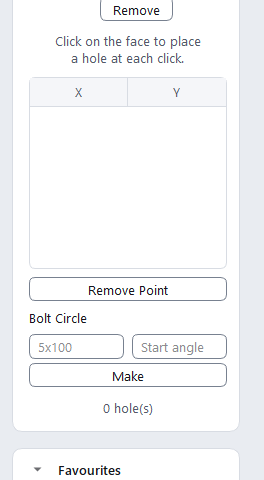 Remove
Click on the face to place
a hole at each click.
X Y
Remove Point
Bolt Circle
5x100 Start angle
Make
0 hole(s)
Favourites